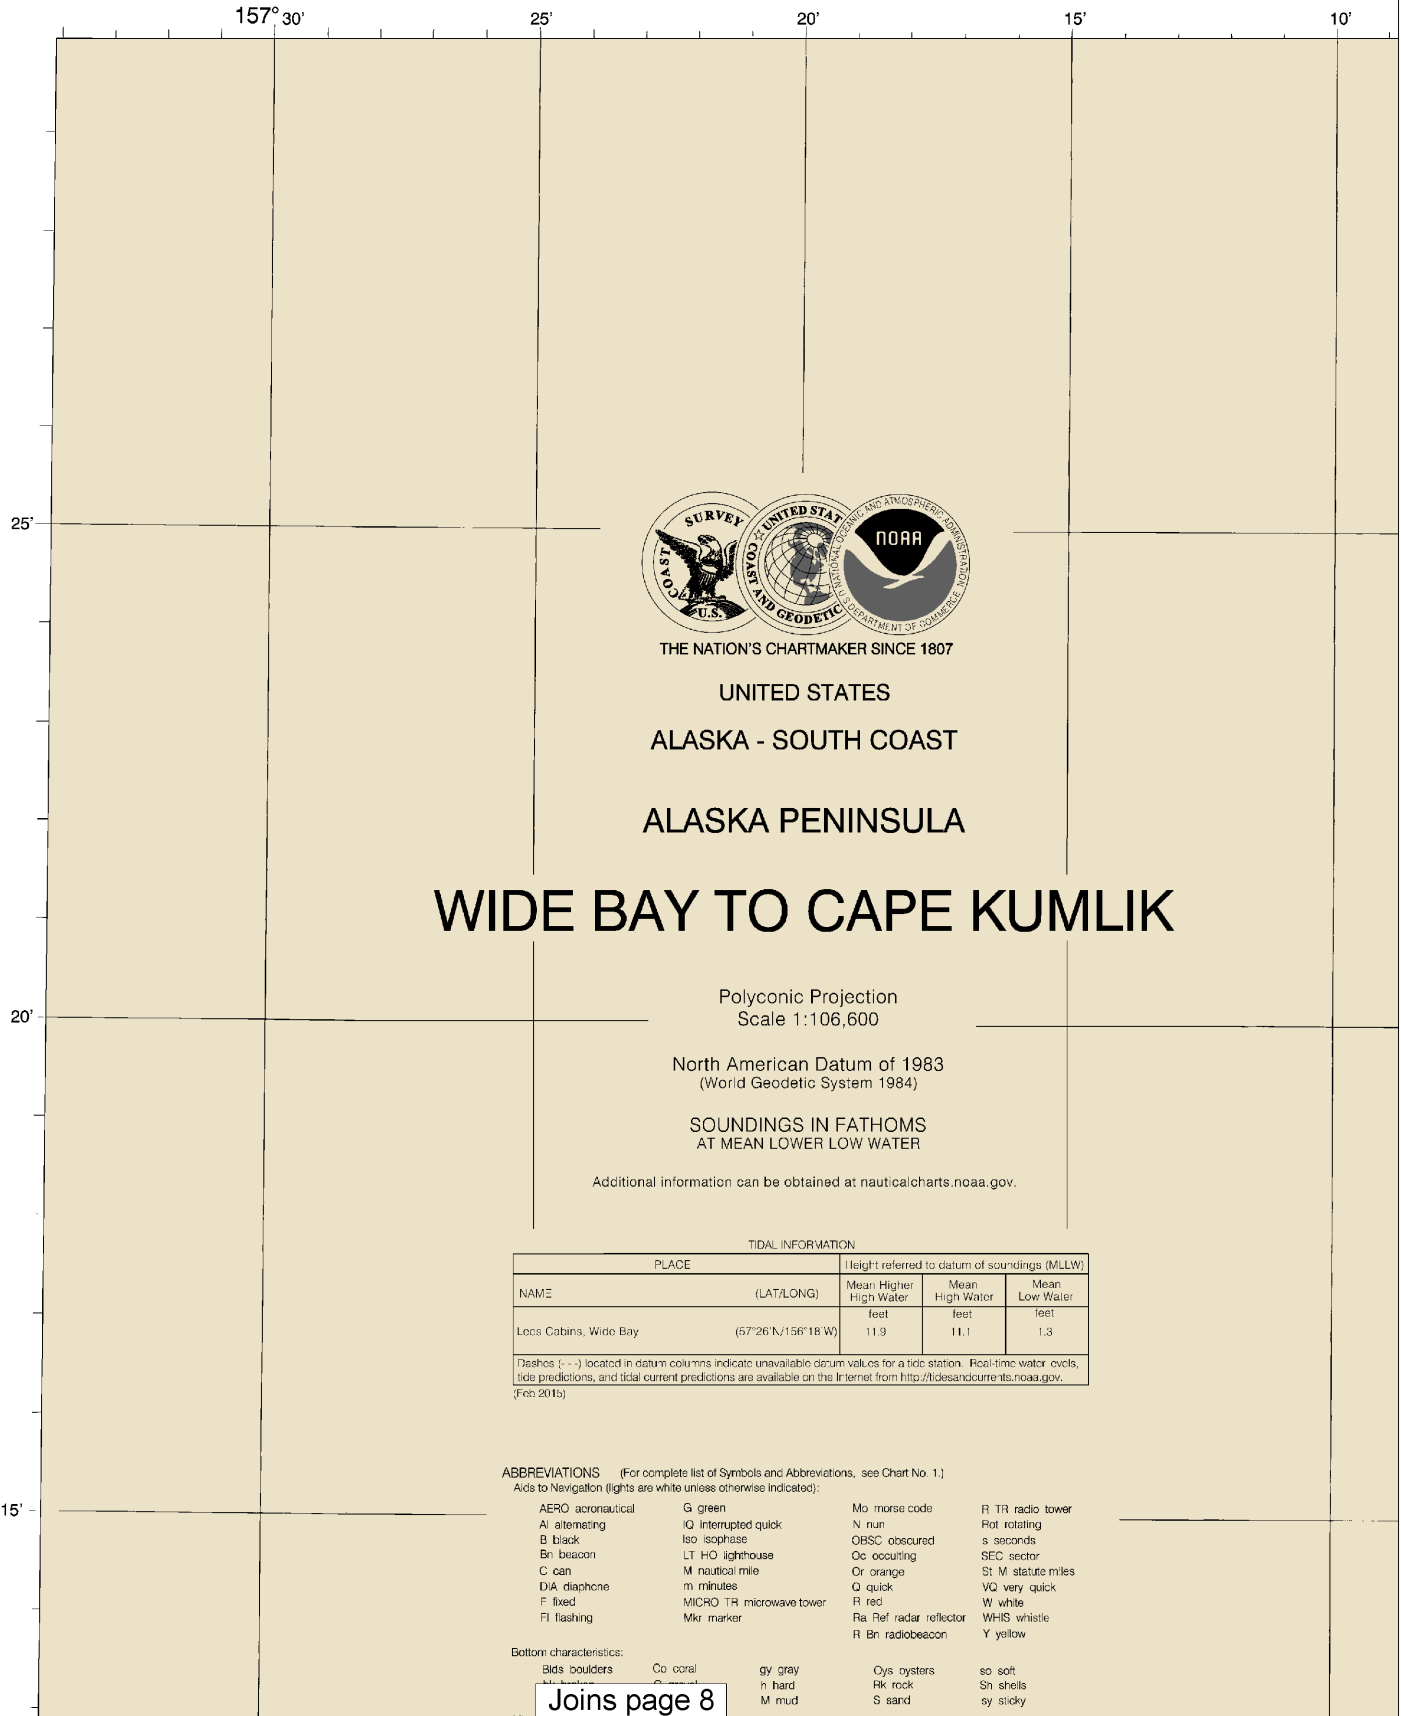 157° 30' 25' 20' 15' 10'
25'
SURVEY
COAST
U.S.
UNITED STAT
COAST AND GEODETIC
NATIONAL OCEANIC AND ATMOSPHERIC ADMINISTRATION
U.S. DEPARTMENT OF COMMERCE
NOAA
THE NATION'S CHARTMAKER SINCE 1807
UNITED STATES
ALASKA - SOUTH COAST
ALASKA PENINSULA
WIDE BAY TO CAPE KUMLIK
20'
Polyconic Projection
Scale 1:106,600
North American Datum of 1983
(World Geodetic System 1984)
SOUNDINGS IN FATHOMS
AT MEAN LOWER LOW WATER
Additional information can be obtained at nauticalcharts.noaa.gov.
TIDAL INFORMATION
PLACE Height referred to datum of soundings (MLLW)
NAME (LAT/LONG) Mean Higher High Water Mean High Water Mean Low Water
feet feet feet
Lees Cabins, Wide Bay (57°26'N/156°18'W) 11.9 11.1 1.3
Dashes (- - -) located in datum columns indicate unavailable datum values for a tide station. Real-time water levels,
tide predictions, and tidal current predictions are available on the Internet from http://tidesandcurrents.noaa.gov.
(Feb 2015)
ABBREVIATIONS (For complete list of Symbols and Abbreviations, see Chart No. 1.)
Aids to Navigation (lights are white unless otherwise indicated):
15'
AERO aeronautical G green Mo morse code R TR radio tower
Al alternating IQ interrupted quick N nun Rot rotating
B black Iso isophase OBSC obscured s seconds
Bn beacon LT HO lighthouse Oc occulting SEC sector
C can M nautical mile Or orange St M statute miles
DIA diaphone m minutes Q quick VQ very quick
F fixed MICRO TR microwave tower R red W white
Fl flashing Mkr marker Ra Ref radar reflector WHIS whistle
R Bn radiobeacon Y yellow
Bottom characteristics:
Blds boulders Co coral gy gray Oys oysters so soft
h hard Rk rock Sh shells
M mud S sand sy sticky
Joins page 8